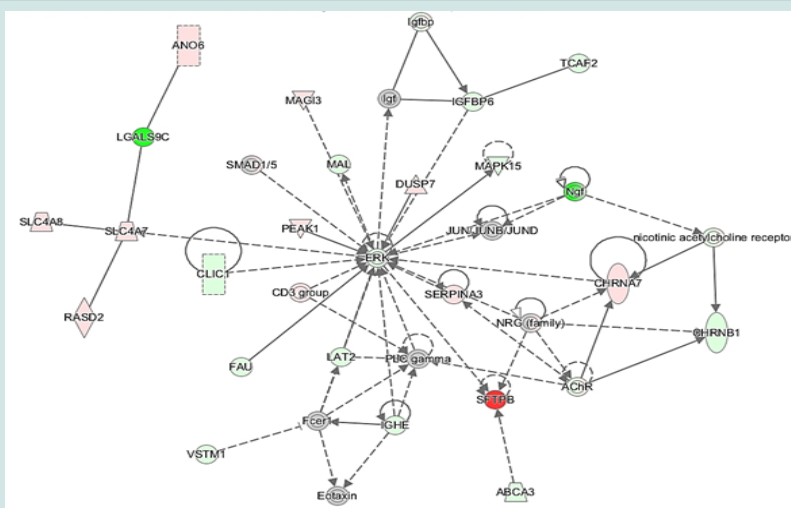 Igfbp
ANO6
TCAF2
MAGI3
Igf
IGFBP6
LGALS9C
SMAD1/5
MAL
MAPK15
DUSP7
Ngf
SLC4A8
SLC4A7
PEAK1
JUN/JUNB/JUND
nicotinic acetylcholine receptor
ERK
CLIC1
CD3 group
SERPINA3
CHRNA7
RASD2
NRG (family)
CHRNB1
FAU
LAT2
PLC gamma
AChR
SFTPB
Fcer1
IGHE
VSTM1
Eotaxin
ABCA3